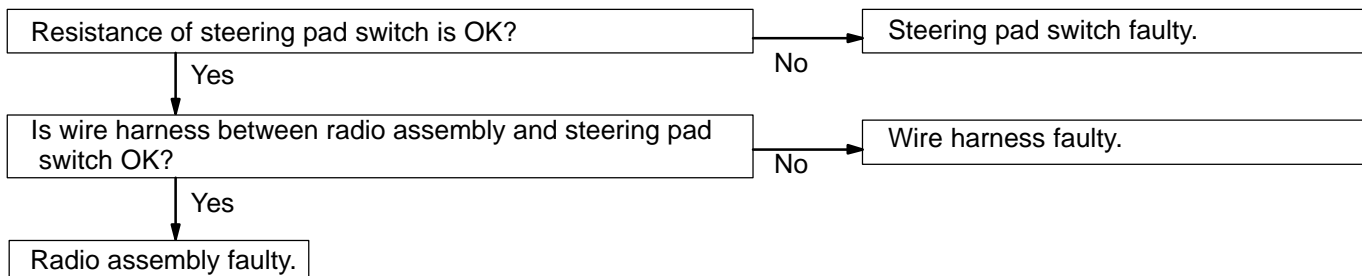 Resistance of steering pad switch is OK?
Steering pad switch faulty.
No
Yes
Is wire harness between radio assembly and steering pad
switch OK?
Wire harness faulty.
No
Yes
Radio assembly faulty.